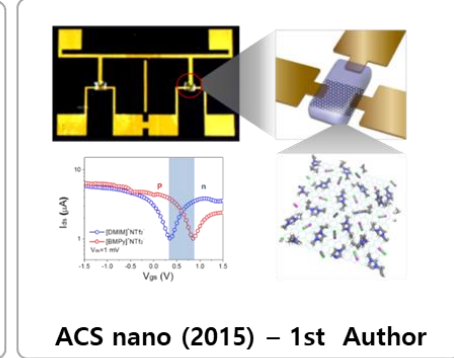 10
1
I_ds (μA)
p n
[DMIM]⁺NTf₂⁻
[BMPy]⁺NTf₂⁻
V_ds=1 mV
-1.5 -1.0 -0.5 0.0 0.5 1.0 1.5
V_gs (V)
ACS nano (2015) – 1st Author